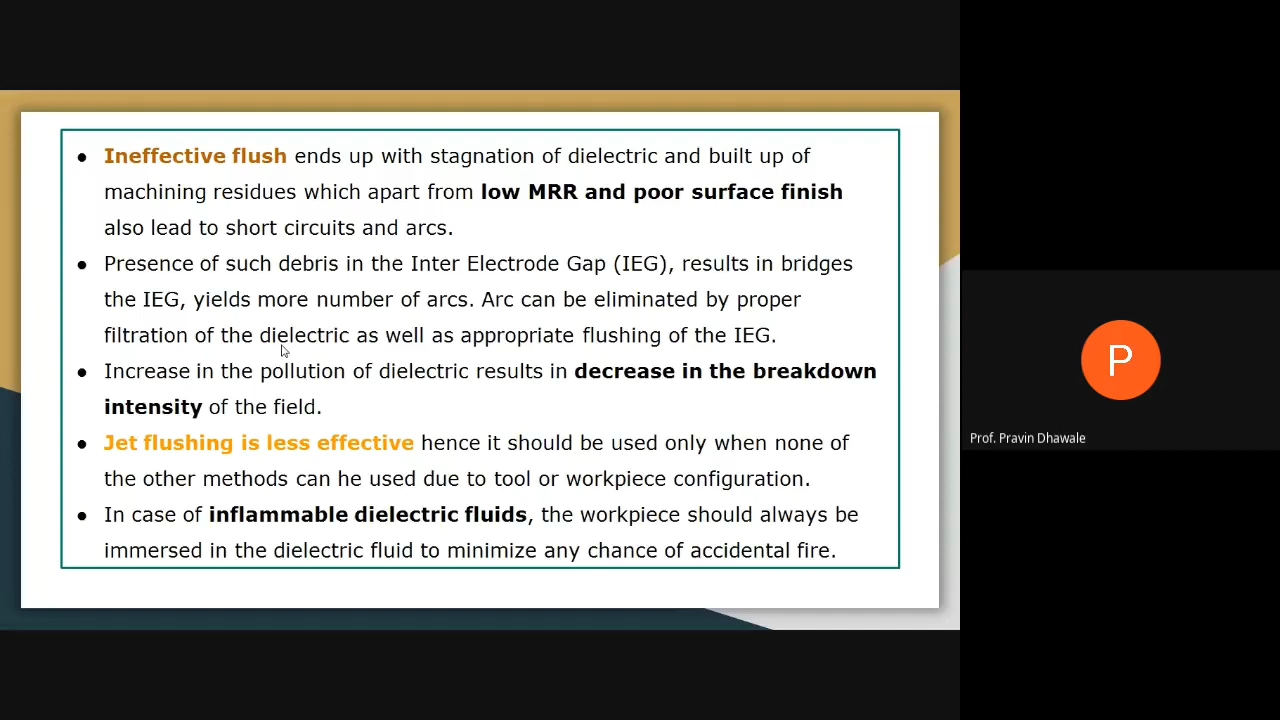 ● Ineffective flush ends up with stagnation of dielectric and built up of
machining residues which apart from low MRR and poor surface finish
also lead to short circuits and arcs.
● Presence of such debris in the Inter Electrode Gap (IEG), results in bridges
the IEG, yields more number of arcs. Arc can be eliminated by proper
filtration of the dielectric as well as appropriate flushing of the IEG.
● Increase in the pollution of dielectric results in decrease in the breakdown
intensity of the field.
● Jet flushing is less effective hence it should be used only when none of
the other methods can he used due to tool or workpiece configuration.
● In case of inflammable dielectric fluids, the workpiece should always be
immersed in the dielectric fluid to minimize any chance of accidental fire.
P
Prof. Pravin Dhawale